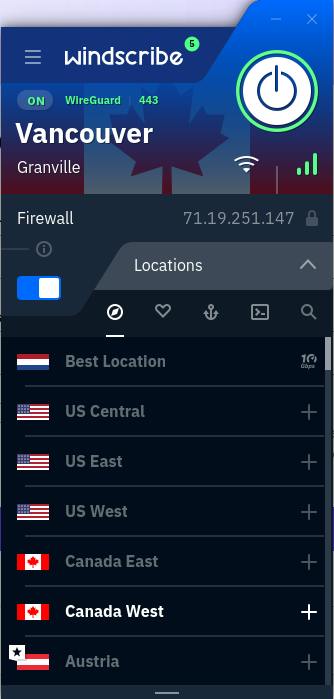 windscribe 5
ON WireGuard 443
Vancouver
Granville
Firewall 71.19.251.147
Locations
Best Location 10 Gbps
US Central
US East
US West
Canada East
Canada West
Austria